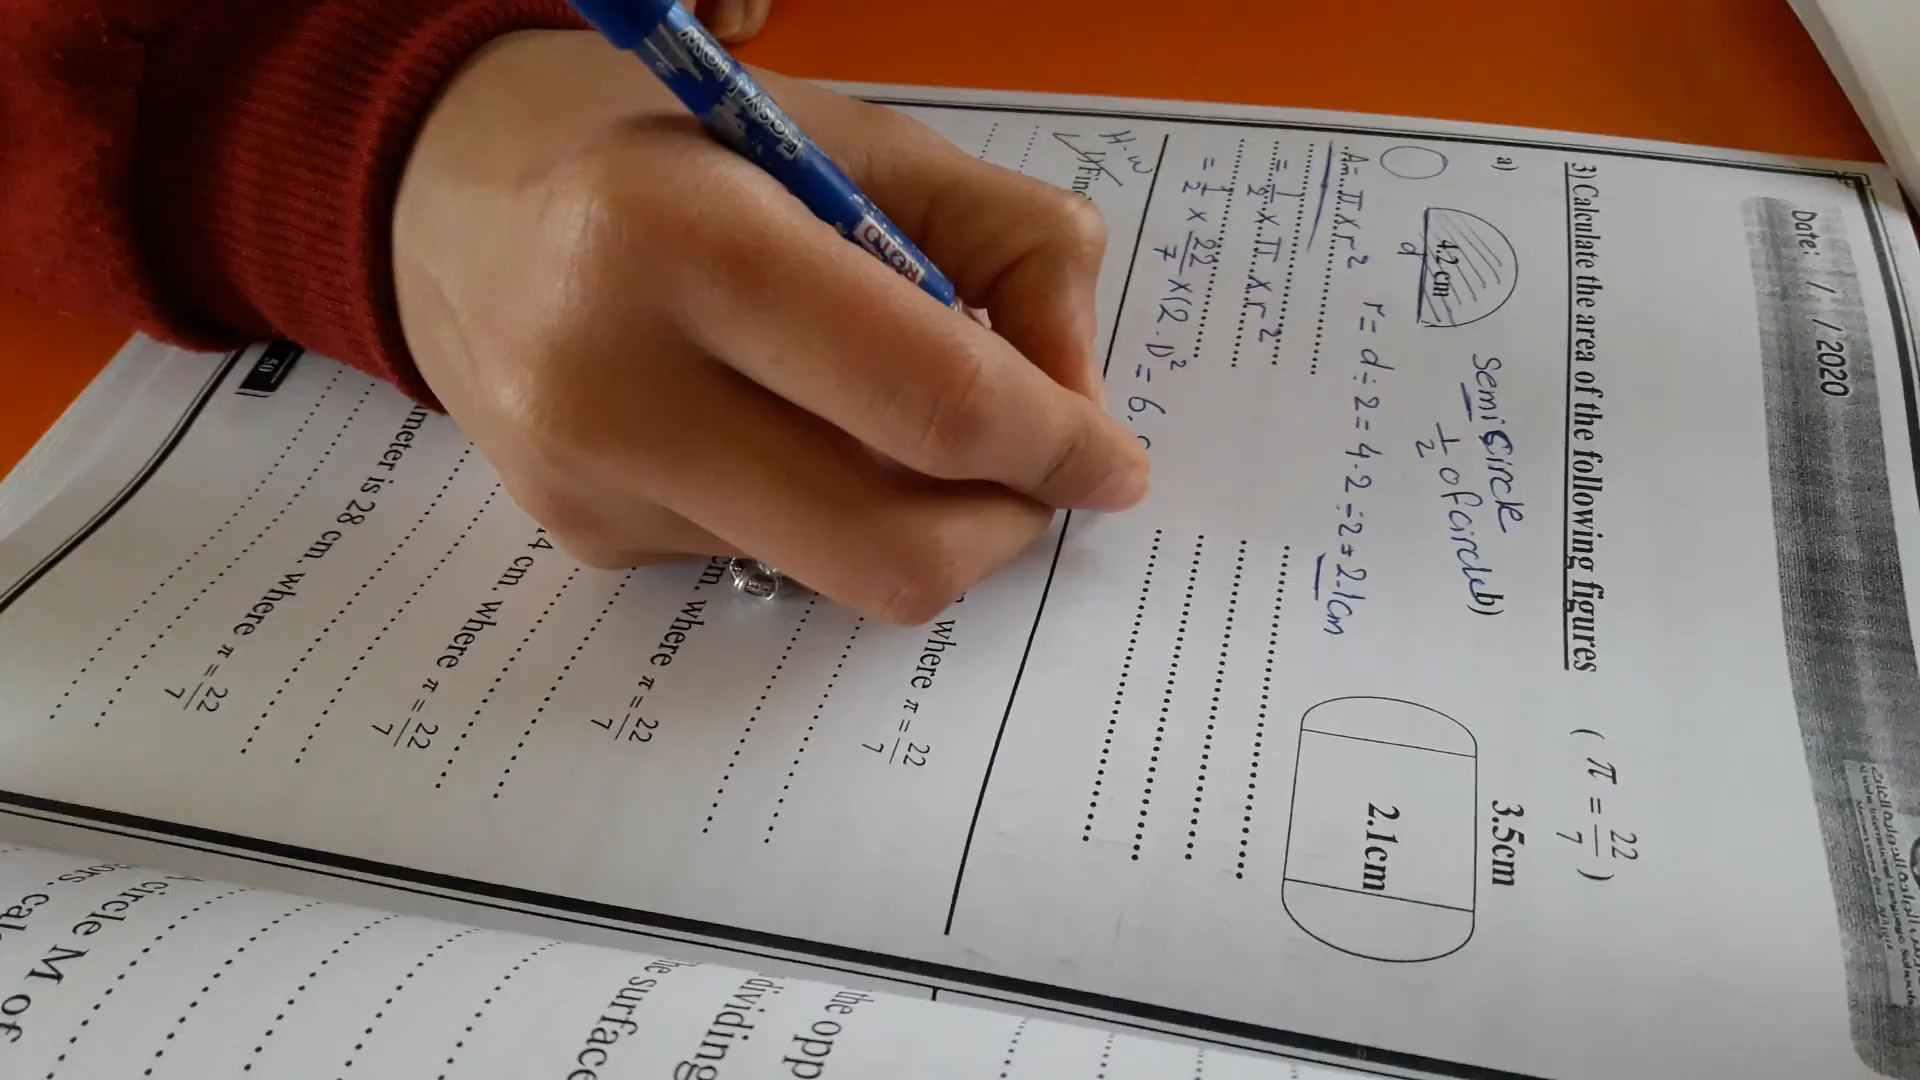 Date: / / 2020
3) Calculate the area of the following figures ( π = 22/7 )
a)
4.2 cm
d
Semi Circle
1/2 of circle
b)
3.5cm
2.1cm
A = π x r² r = d ÷ 2 = 4.2 ÷ 2 = 2.1cm
= 1/2 x π x r²
= 1/2 x 22/7 x (2.1)² = 6.
H.W
where π = 22/7
cm. where π = 22/7
4 cm. where π = 22/7
meter is 28 cm. where π = 22/7
50
the opp
dividing
he surface
A circle M of